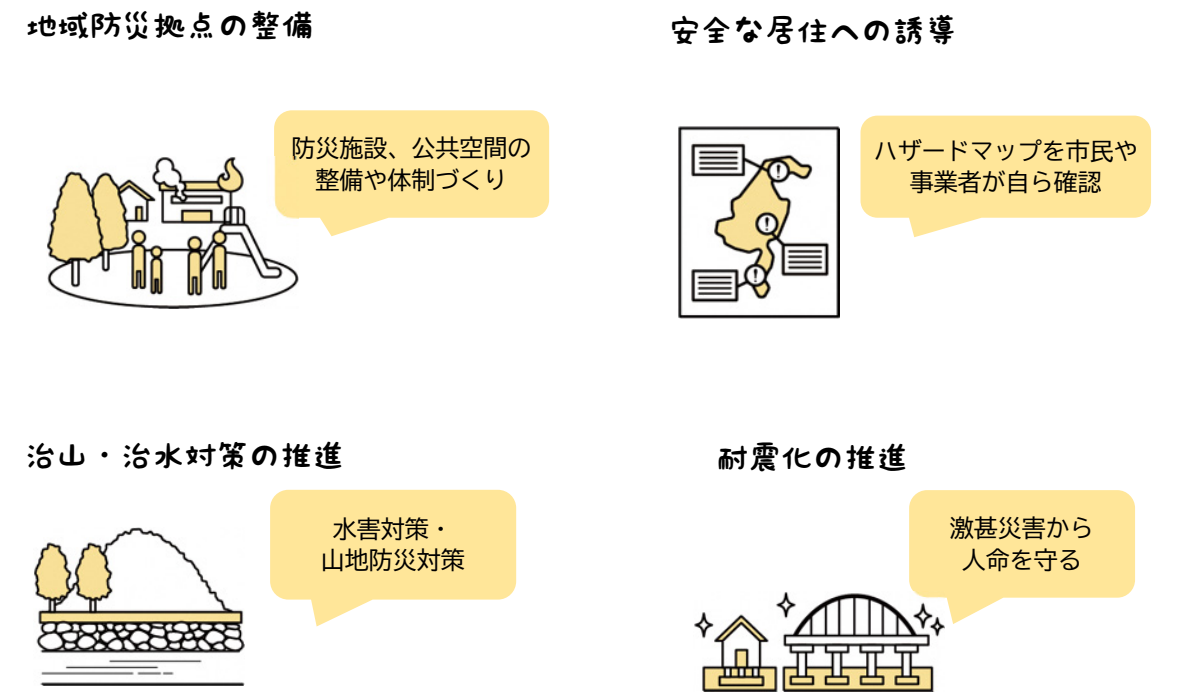 地域防災拠点の整備
防災施設、公共空間の
整備や体制づくり
安全な居住への誘導
ハザードマップを市民や
事業者が自ら確認
治山・治水対策の推進
水害対策・
山地防災対策
耐震化の推進
激甚災害から
人命を守る